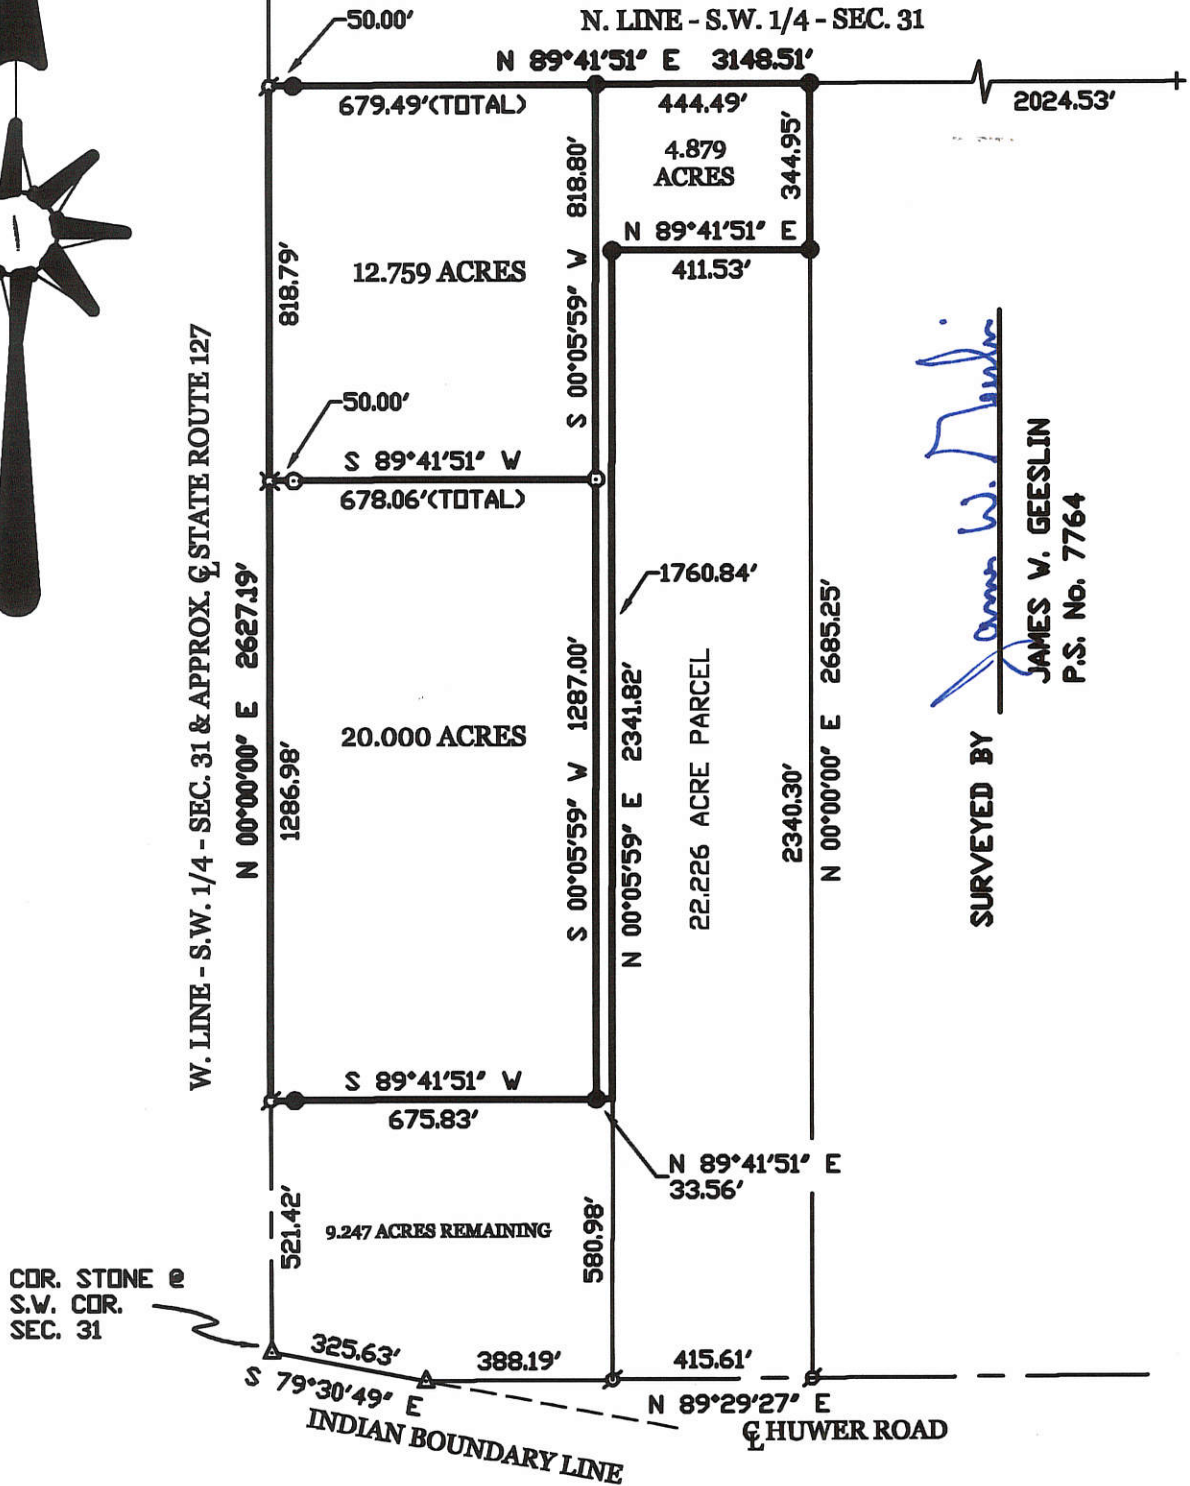 50.00'
N. LINE - S.W. 1/4 - SEC. 31
N 89°41'51" E 3148.51'
679.49'(TOTAL)
444.49'
2024.53'
4.879
ACRES
344.95'
818.80'
S 00°05'59" W
N 89°41'51" E
411.53'
818.79'
12.759 ACRES
50.00'
S 89°41'51" W
678.06'(TOTAL)
W. LINE - S.W. 1/4 - SEC. 31 & APPROX. ℄ STATE ROUTE 127
N 00°00'00" E 2627.19'
1286.98'
20.000 ACRES
S 00°05'59" W 1287.00'
1760.84'
N 00°05'59" E 2341.82'
22.226 ACRE PARCEL
2340.30'
N 00°00'00" E 2685.25'
SURVEYED BY
James W. Geeslin
JAMES W. GEESLIN
P.S. No. 7764
S 89°41'51" W
675.83'
N 89°41'51" E
33.56'
521.42'
9.247 ACRES REMAINING
580.98'
COR. STONE @
S.W. COR.
SEC. 31
325.63'
388.19'
415.61'
S 79°30'49" E
N 89°29'27" E
INDIAN BOUNDARY LINE
℄ HUWER ROAD